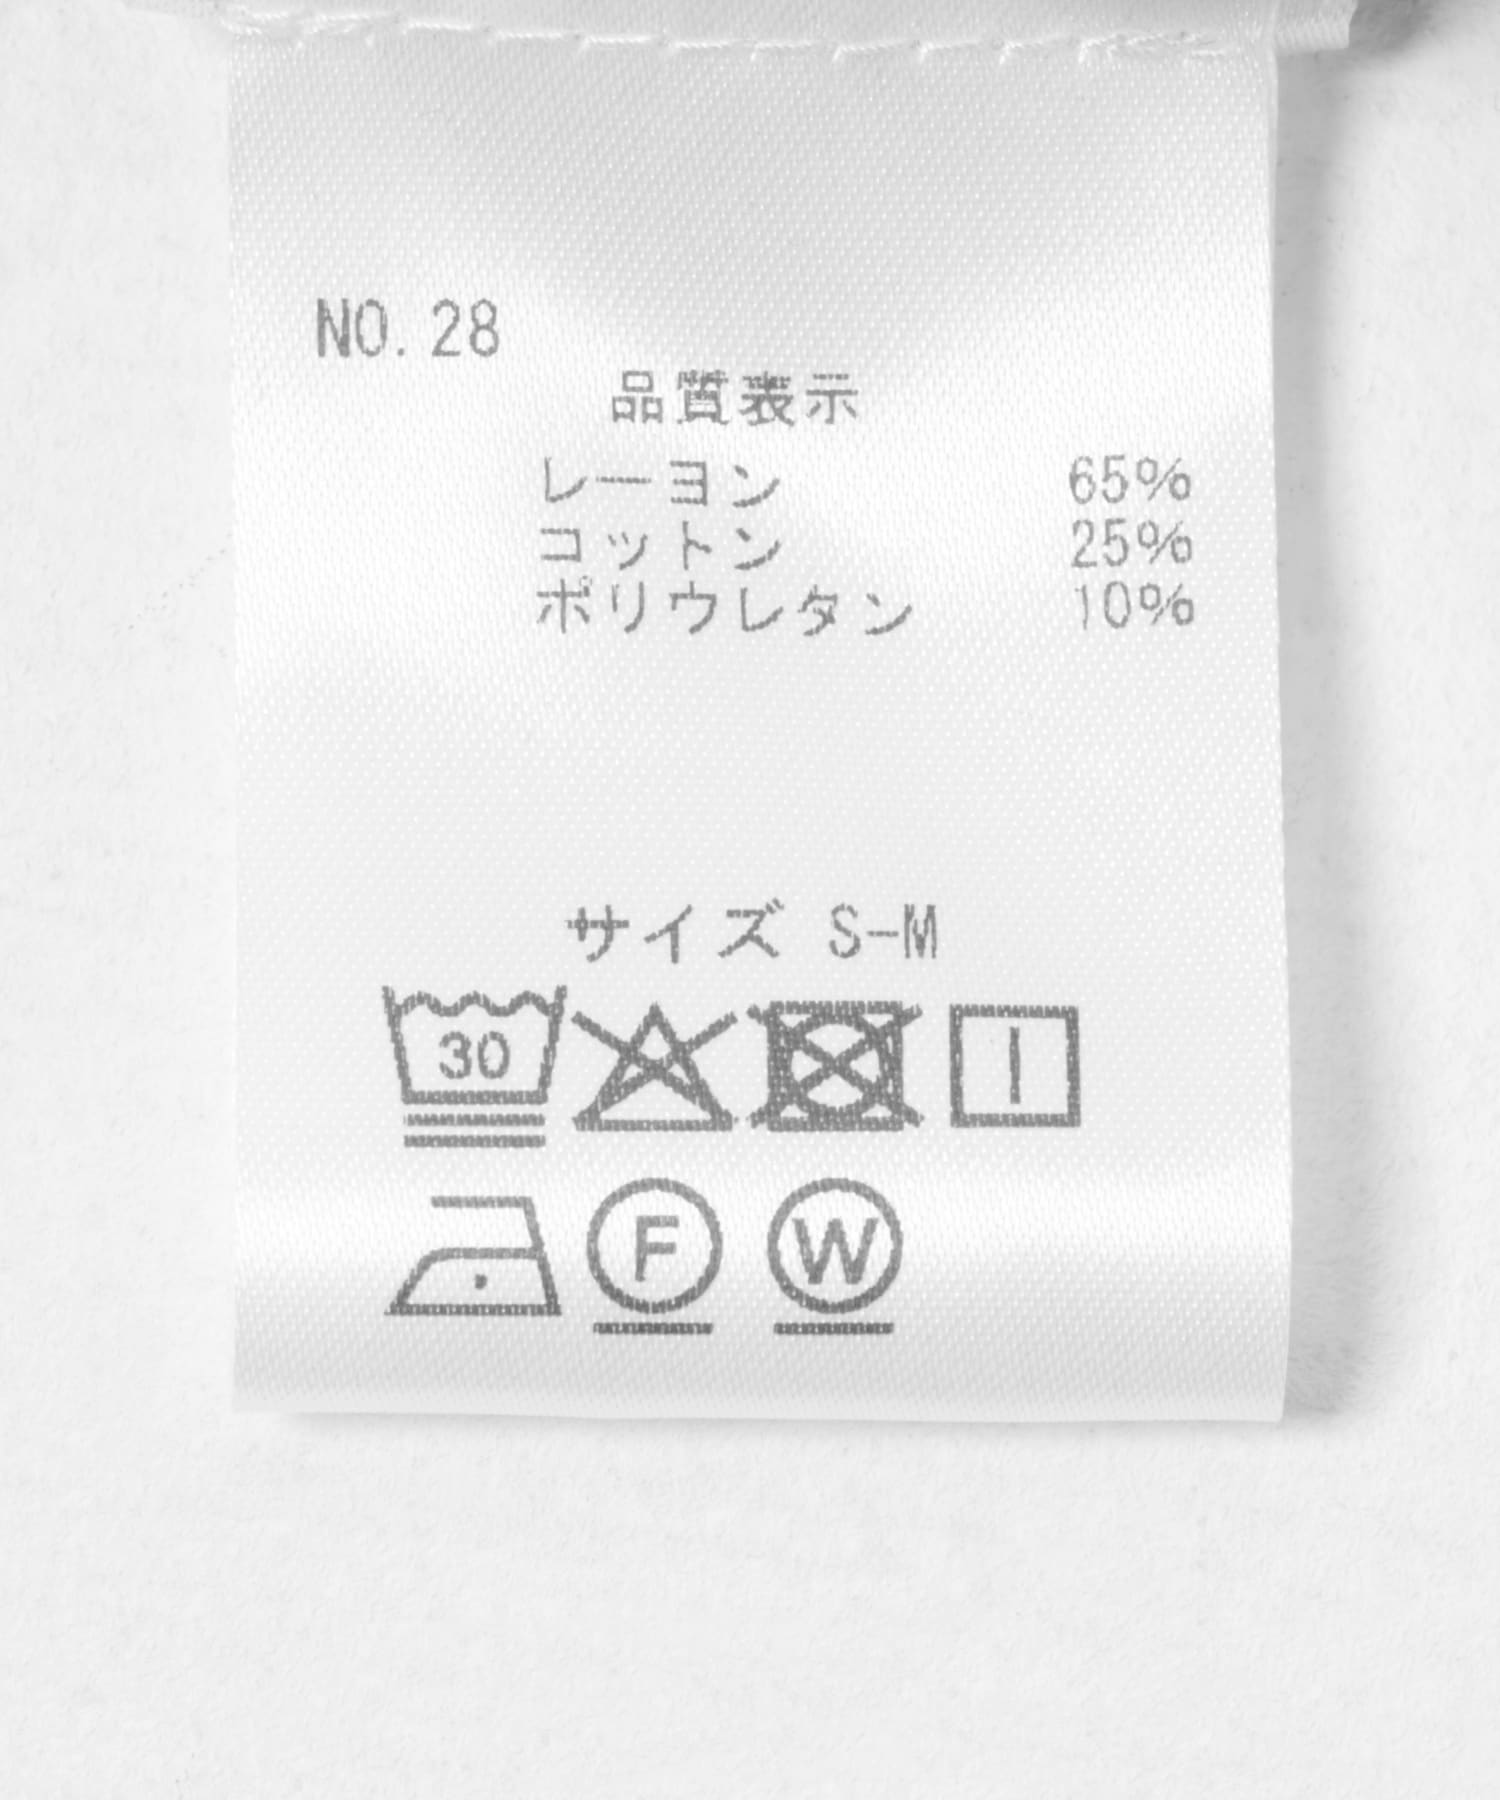 NO.28
品質表示
レーヨン 65%
コットン 25%
ポリウレタン 10%
サイズ S-M
30
F W